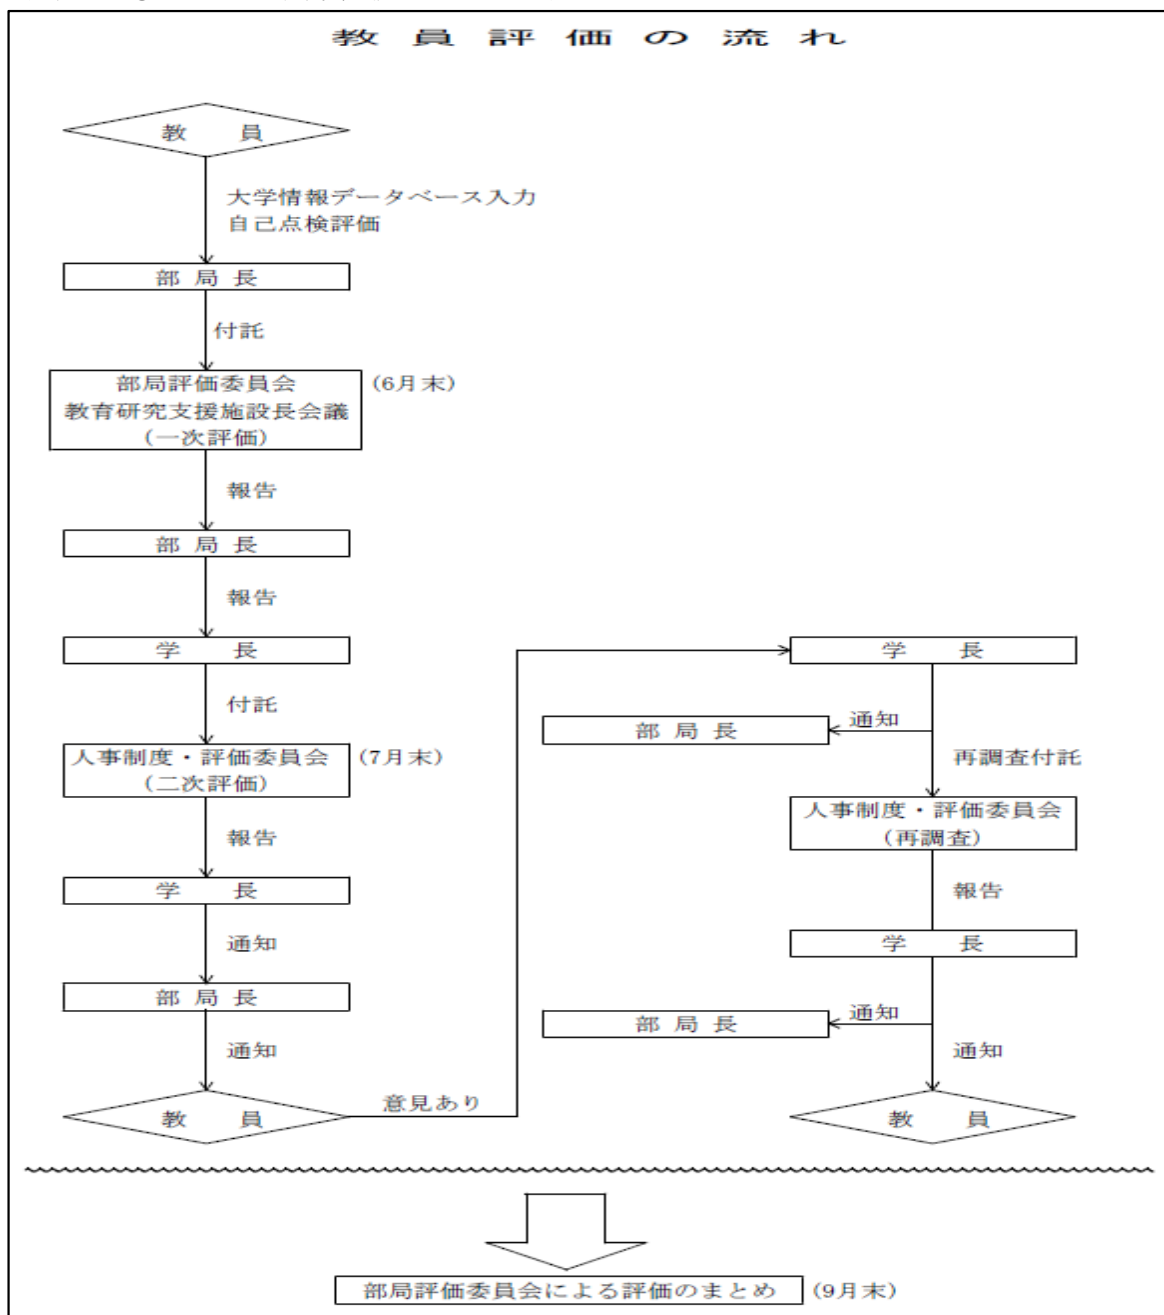 教員評価の流れ
教員
大学情報データベース入力
自己点検評価
部局長
付託
部局評価委員会
教育研究支援施設長会議
(一次評価)
(6月末)
報告
部局長
報告
学長
付託
人事制度・評価委員会
(二次評価)
(7月末)
報告
学長
通知
部局長
通知
教員
意見あり
学長
通知
部局長
再調査付託
人事制度・評価委員会
(再調査)
報告
学長
通知
部局長
通知
教員
部局評価委員会による評価のまとめ
(9月末)